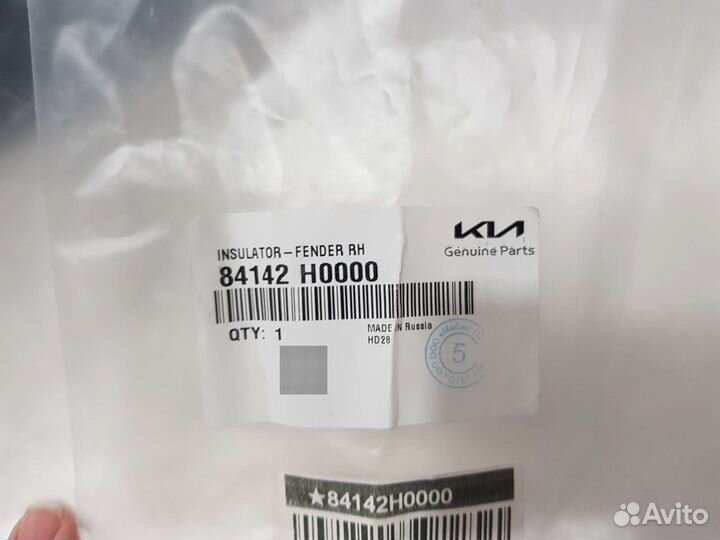 INSULATOR-FENDER RH
84142 H0000
KIA
Genuine Parts
QTY: 1
MADE IN Russia
HD28
5
★84142H0000
Avito